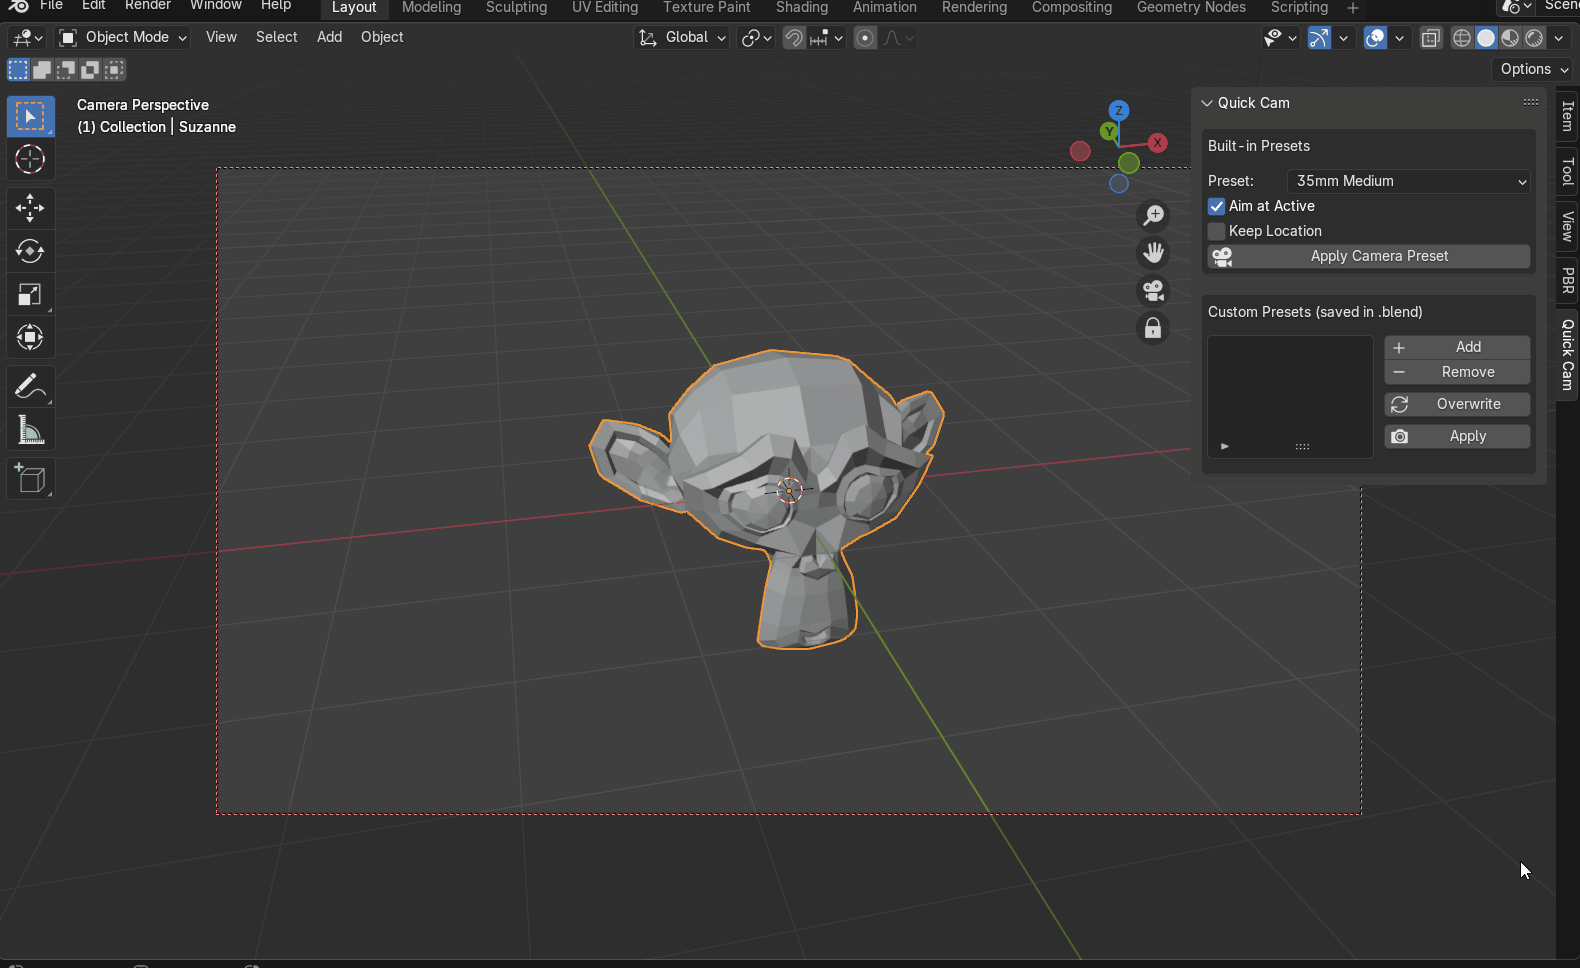 File Edit Render Window Help Layout Modeling Sculpting UV Editing Texture Paint Shading Animation Rendering Compositing Geometry Nodes Scripting + Scene
Object Mode View Select Add Object Global
Options
Camera Perspective
(1) Collection | Suzanne
Z
Y
X
Quick Cam
Built-in Presets
Preset: 35mm Medium
Aim at Active
Keep Location
Apply Camera Preset
Custom Presets (saved in .blend)
Add
Remove
Overwrite
Apply
Item
Tool
View
PBR
Quick Cam